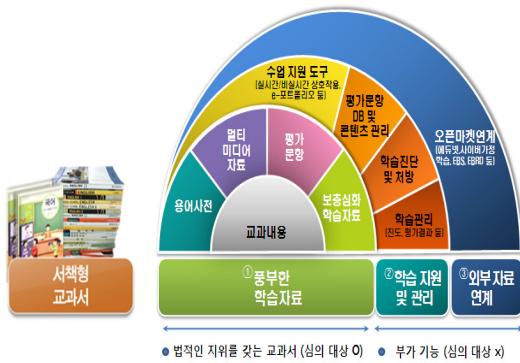 수업 지원 도구
(실시간/비실시간 상호작용,
e-포트폴리오 등)
멀티
미디어
자료
평가
문항
평가문항
DB 및
콘텐츠 관리
오픈마켓연계
(에듀넷,사이버가정
학습, EBS, EBRD 등)
학습진단
및 처방
용어사전
보충심화
학습자료
학습관리
(진도, 평가결과 등)
교과내용
국어
서책형
교과서
①풍부한
학습자료
②학습 지원
및 관리
③외부 자료
연계
• 법적인 지위를 갖는 교과서 (심의 대상 O)
• 부가 기능 (심의 대상 x)